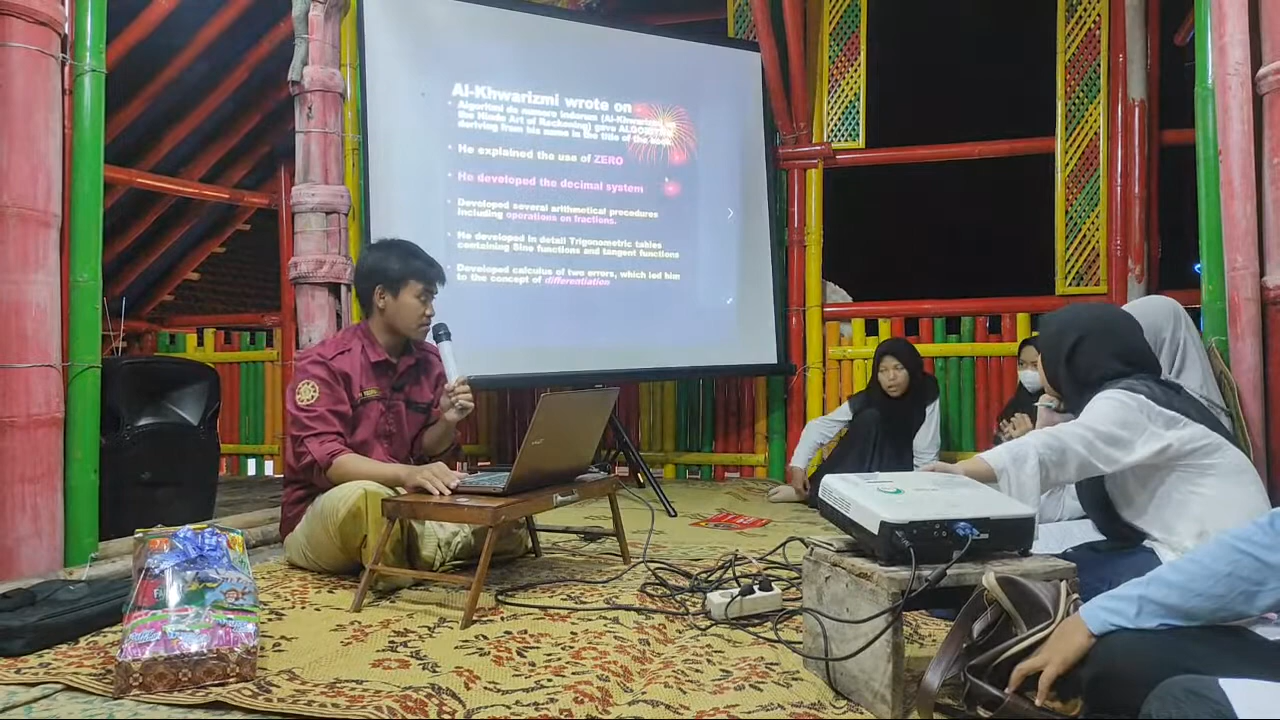 Al-Khwarizmi wrote on
• Algoritmi de numero indorum (Al-Khwarizmi on
the Hindu Art of Reckoning) gave
deriving from his name in the title of the book
• He explained the use of ZERO
• He developed the decimal system
• Developed several arithmetical procedures
including operations on fractions.
• He developed in detail Trigonometric tables
containing Sine functions and tangent functions
• Developed calculus of two errors, which led him
to the concept of differentiation